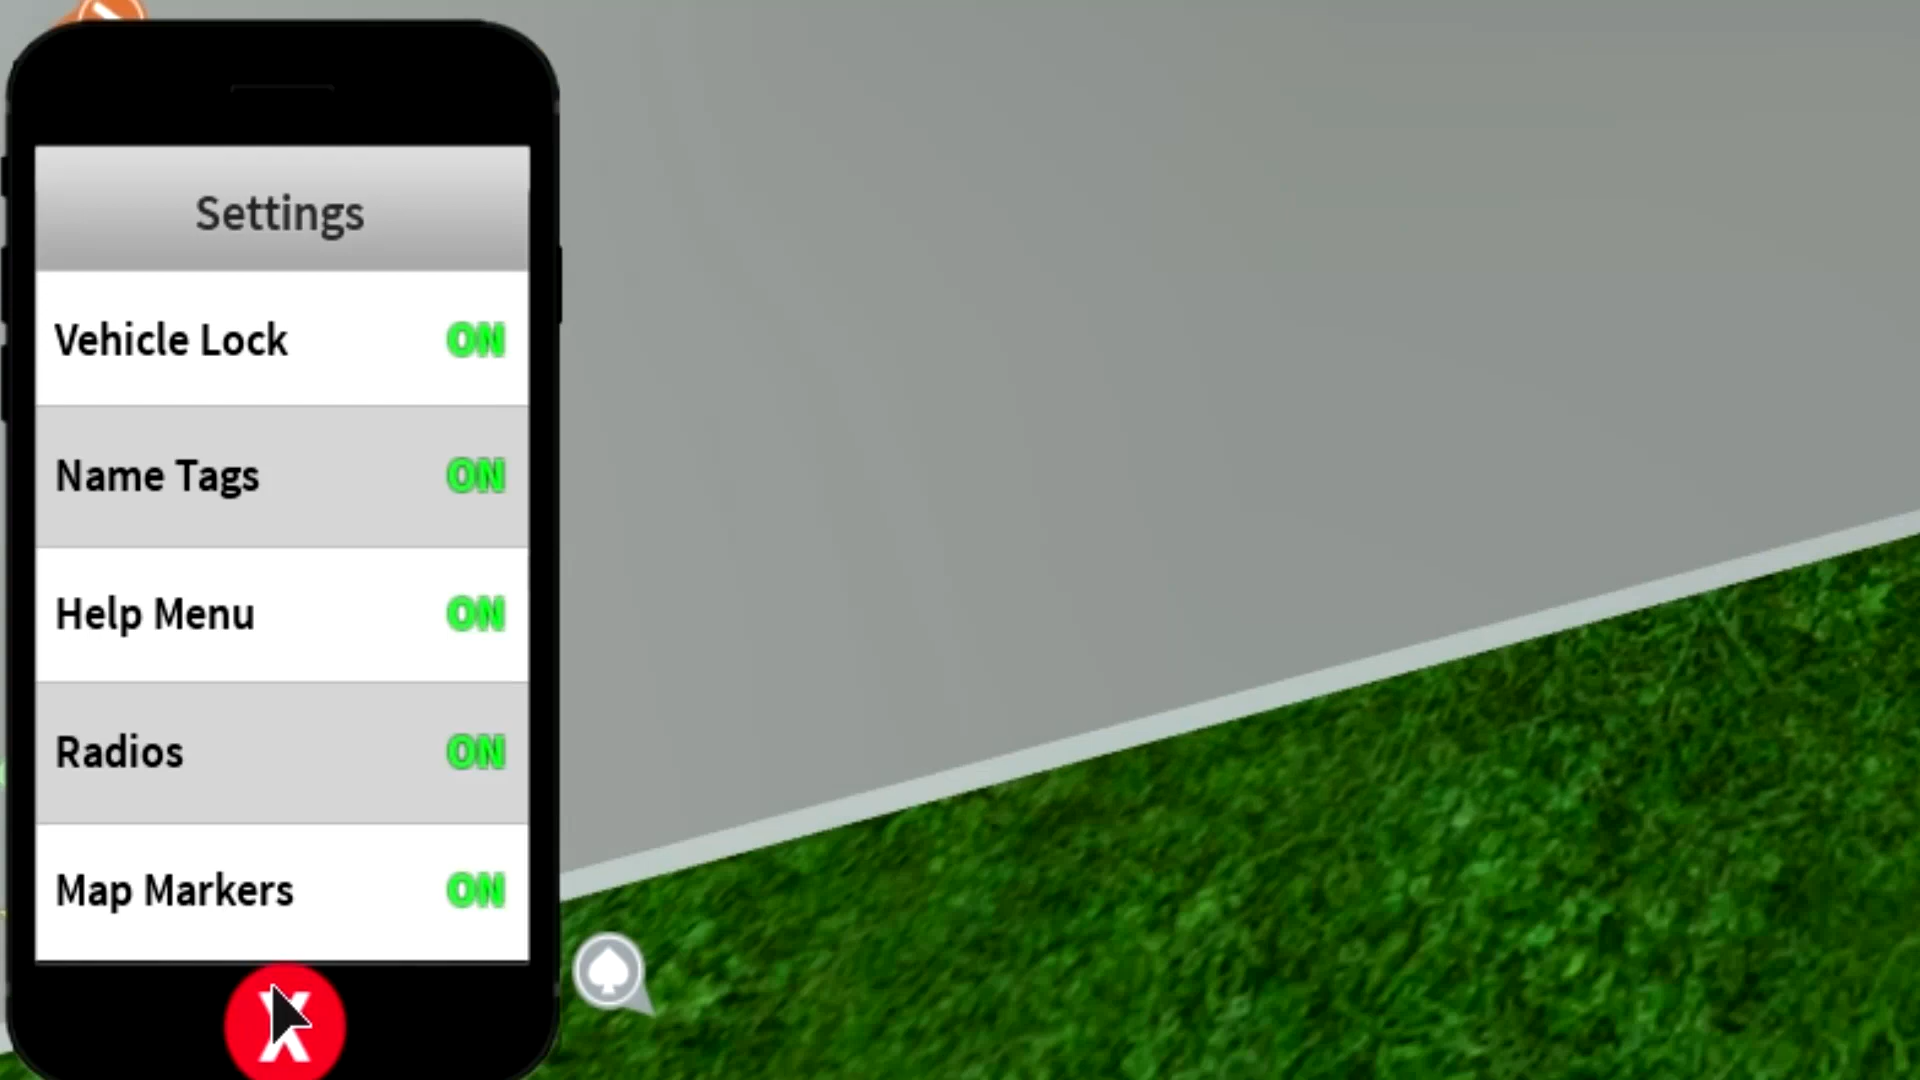 Settings
Vehicle Lock ON
Name Tags ON
Help Menu ON
Radios ON
Map Markers ON
X